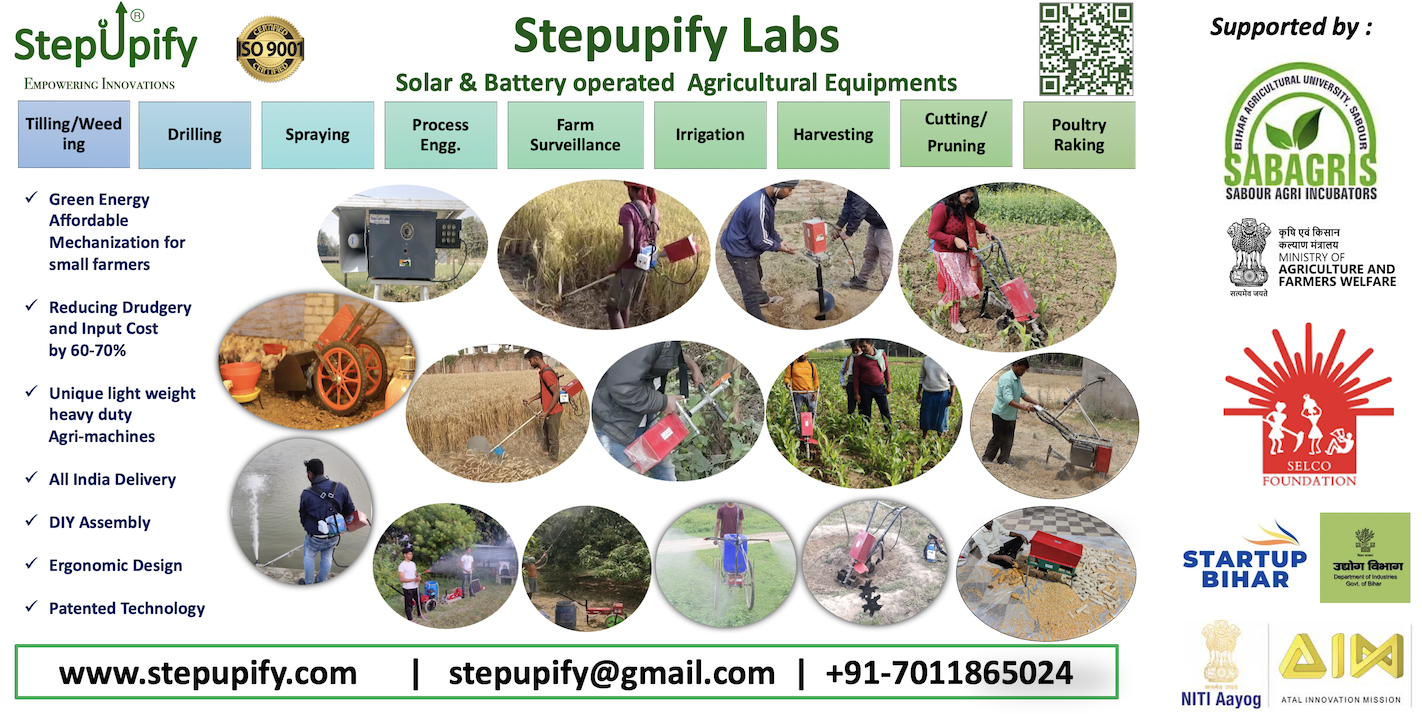 StepUpify®
EMPOWERING INNOVATIONS
CERTIFIED
ISO 9001
CERTIFIED
Stepupify Labs
Solar & Battery operated Agricultural Equipments
Supported by :
Tilling/Weed
ing
Drilling
Spraying
Process
Engg.
Farm
Surveillance
Irrigation
Harvesting
Cutting/
Pruning
Poultry
Raking
✓ Green Energy
Affordable
Mechanization for
small farmers
✓ Reducing Drudgery
and Input Cost
by 60-70%
✓ Unique light weight
heavy duty
Agri-machines
✓ All India Delivery
✓ DIY Assembly
✓ Ergonomic Design
✓ Patented Technology
BIHAR AGRICULTURAL UNIVERSITY, SABOUR
SABAGRIS
SABOUR AGRI INCUBATORS
सत्यमेव जयते
कृषि एवं किसान
कल्याण मंत्रालय
MINISTRY OF
AGRICULTURE AND
FARMERS WELFARE
SELCO
FOUNDATION
STARTUP
BIHAR
उद्योग विभाग
Department of Industries
Govt. of Bihar
NITI Aayog
AIM
ATAL INNOVATION MISSION
www.stepupify.com | stepupify@gmail.com | +91-7011865024